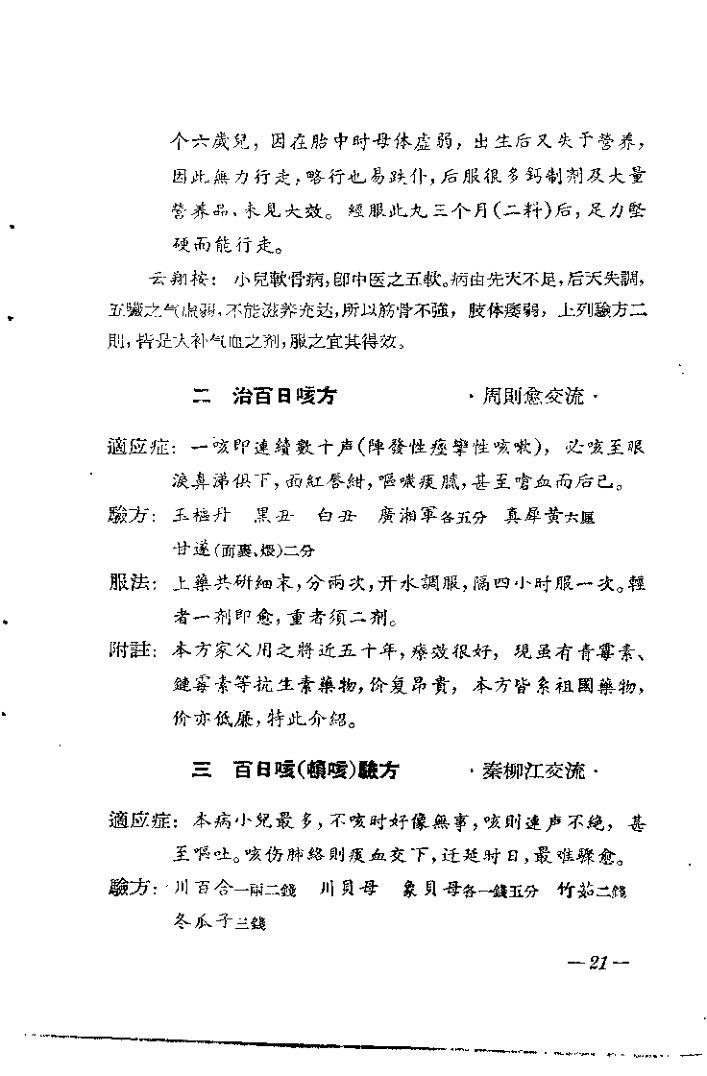 个六歲兒，因在胎中时母体虛弱，出生后又失于營养，
因此無力行走，略行也易跌仆，后服很多鈣制剂及大量
營养品，未見大效。經服此丸三个月(二料)后，足力堅
硬而能行走。
云翔按：小兒軟骨病，卽中医之五軟。病由先天不足，后天失調，
五臟之气虛弱，不能滋养充达，所以筋骨不強，肢体痿弱，上列驗方二
則，皆是大补气血之剂，服之宜其得效。
二 治百日咳方 ·周則愈交流·
適应症：一咳卽連續數十声(陣發性痙攣性咳嗽)，必咳至眼
淚鼻涕俱下，面紅唇紺，嘔噦痰膩，甚至嗆血而后已。
驗方：玉樞丹 黑丑 白丑 廣湘軍各五分 真犀黄六厘
甘遂(面裹、煨)二分
服法：上藥共研細末，分兩次，开水調服，隔四小时服一次。輕
者一剂即愈，重者須二剂。
附註：本方家父用之將近五十年，療效很好，現虽有青霉素、
鏈霉素等抗生素藥物，价复昂貴，本方皆系祖國藥物，
价亦低廉，特此介紹。
三 百日咳(頓咳)驗方 ·秦柳江交流·
適应症：本病小兒最多，不咳时好像無事，咳則連声不絶，甚
至嘔吐。咳伤肺絡則痰血交下，迁延时日，最难驟愈。
驗方：川百合一兩二錢 川貝母 象貝母各一錢五分 竹茹二錢
冬瓜子三錢
—21—